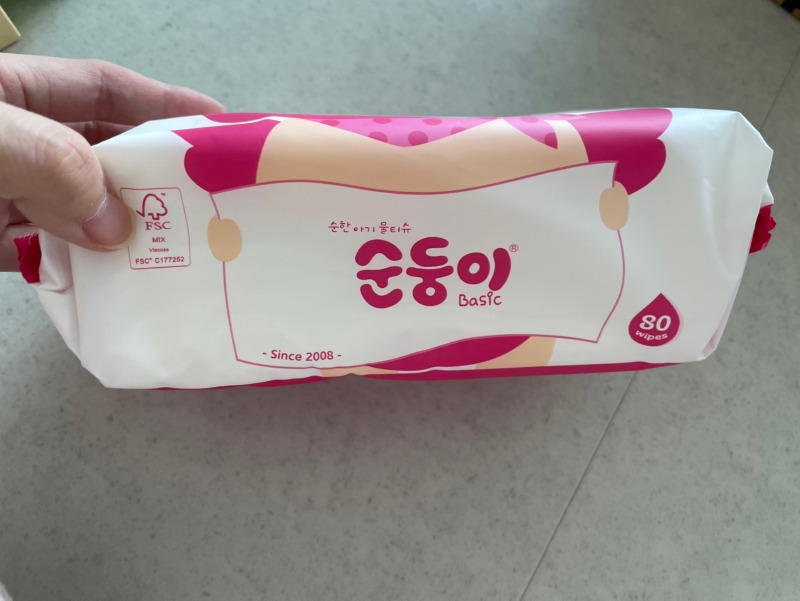 FSC
MIX
Viscose
FSC™ C177252
순한 아기 물티슈
순둥이®
Basic
- Since 2008 -
80
wipes